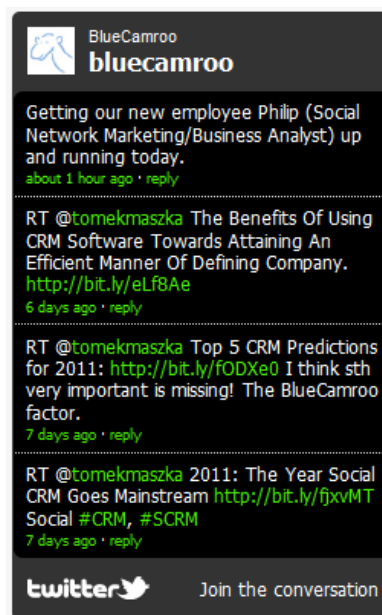 BlueCamroo
bluecamroo
Getting our new employee Philip (Social
Network Marketing/Business Analyst) up
and running today.
about 1 hour ago · reply
RT @tomekmaszka The Benefits Of Using
CRM Software Towards Attaining An
Efficient Manner Of Defining Company.
http://bit.ly/eLf8Ae
6 days ago · reply
RT @tomekmaszka Top 5 CRM Predictions
for 2011: http://bit.ly/fODXe0 I think sth
very important is missing! The BlueCamroo
factor.
7 days ago · reply
RT @tomekmaszka 2011: The Year Social
CRM Goes Mainstream http://bit.ly/fjxvMT
Social #CRM, #SCRM
7 days ago · reply
twitter Join the conversation